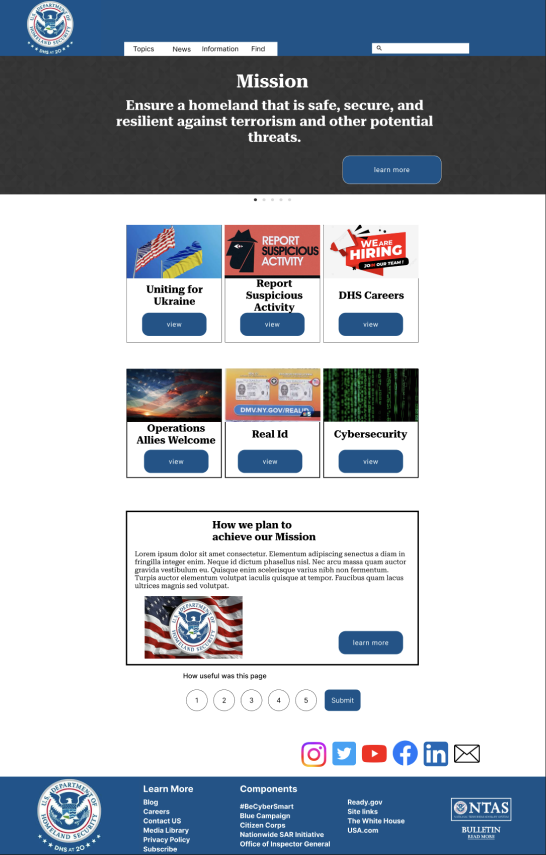 U.S. DEPARTMENT OF
HOMELAND SECURITY
DHS AT 20
Topics News Information Find
Mission
Ensure a homeland that is safe, secure, and
resilient against terrorism and other potential
threats.
learn more
REPORT
SUSPICIOUS
ACTIVITY
WE ARE
HIRING
JOIN OUR TEAM!
Uniting for
Ukraine
view
Report
Suspicious
Activity
view
DHS Careers
view
DMV.NY.GOV/REALID
Operations
Allies Welcome
view
Real Id
view
Cybersecurity
view
How we plan to
achieve our Mission
Lorem ipsum dolor sit amet consectetur. Elementum adipiscing senectus a diam in
fringilla integer enim. Neque id dictum phasellus nisl. Nec arcu massa quam auctor
gravida vestibulum eu. Quisque enim scelerisque varius nibh non fermentum.
Turpis auctor elementum volutpat iaculis quisque at tempor. Faucibus quam lacus
ultrices magnis sed volutpat.
U.S. DEPARTMENT OF
HOMELAND SECURITY
learn more
How useful was this page
1 2 3 4 5 Submit
in
U.S. DEPARTMENT OF
HOMELAND SECURITY
DHS AT 20
Learn More
Blog
Careers
Contact US
Media Library
Privacy Policy
Subscribe
Components
#BeCyberSmart
Blue Campaign
Citizen Corps
Nationwide SAR Initiative
Office of Inspector General
Ready.gov
Site links
The White House
USA.com
NTAS
BULLETIN
READ MORE